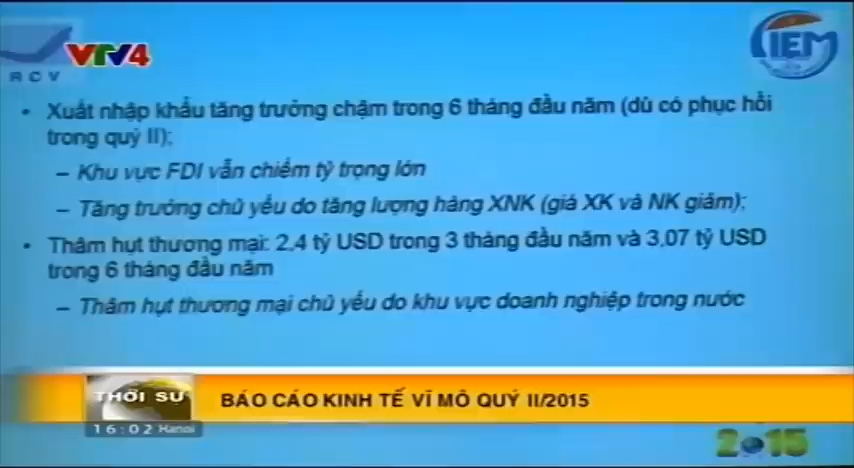 VTV4
RCV
CIEM
• Xuất nhập khẩu tăng trưởng chậm trong 6 tháng đầu năm (dù có phục hồi
trong quý II);
– Khu vực FDI vẫn chiếm tỷ trọng lớn
– Tăng trưởng chủ yếu do tăng lượng hàng XNK (giá XK và NK giảm);
• Thâm hụt thương mại: 2,4 tỷ USD trong 3 tháng đầu năm và 3,07 tỷ USD
trong 6 tháng đầu năm
– Thâm hụt thương mại chủ yếu do khu vực doanh nghiệp trong nước
THỜI SỰ
BÁO CÁO KINH TẾ VĨ MÔ QUÝ II/2015
16:02 Hanoi
2015